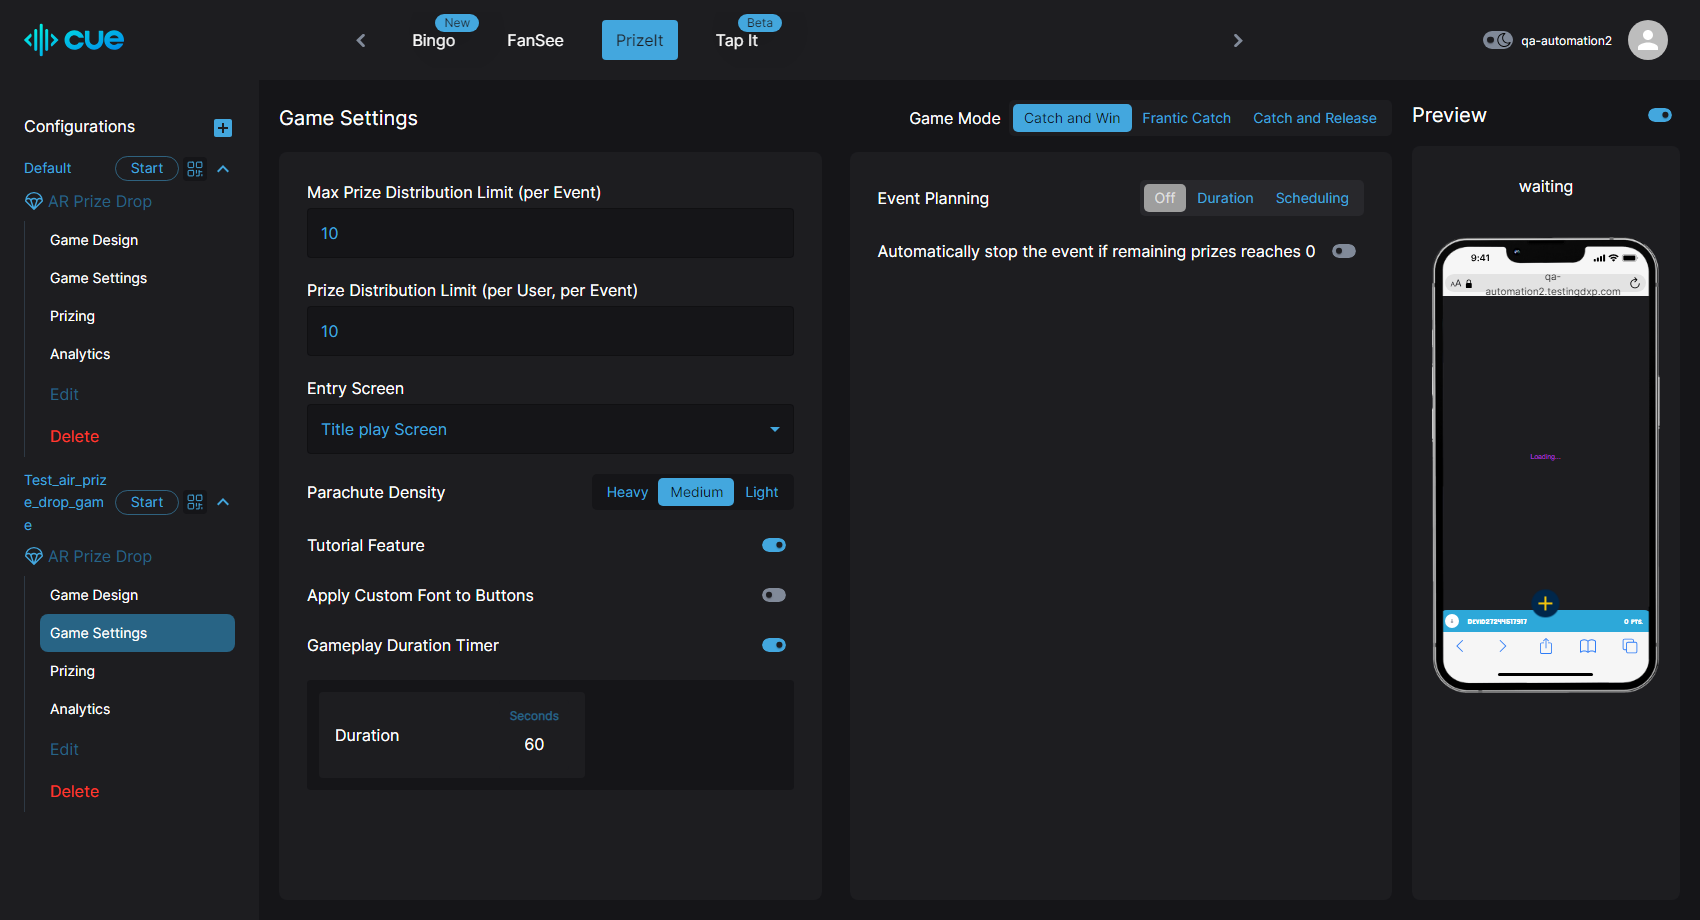 cue
New
Bingo
FanSee
PrizeIt
Beta
Tap It
qa-automation2
Configurations
Default
Start
AR Prize Drop
Game Design
Game Settings
Prizing
Analytics
Edit
Delete
Test_air_priz
e_drop_gam
e
Start
AR Prize Drop
Game Design
Game Settings
Prizing
Analytics
Edit
Delete
Game Settings
Game Mode
Catch and Win
Frantic Catch
Catch and Release
Max Prize Distribution Limit (per Event)
10
Prize Distribution Limit (per User, per Event)
10
Entry Screen
Title play Screen
Parachute Density
Heavy
Medium
Light
Tutorial Feature
Apply Custom Font to Buttons
Gameplay Duration Timer
Duration
Seconds
60
Event Planning
Off
Duration
Scheduling
Automatically stop the event if remaining prizes reaches 0
Preview
waiting
9:41
AA
qa-
automation2.testingdxp.com
Loading...
0 PTS.